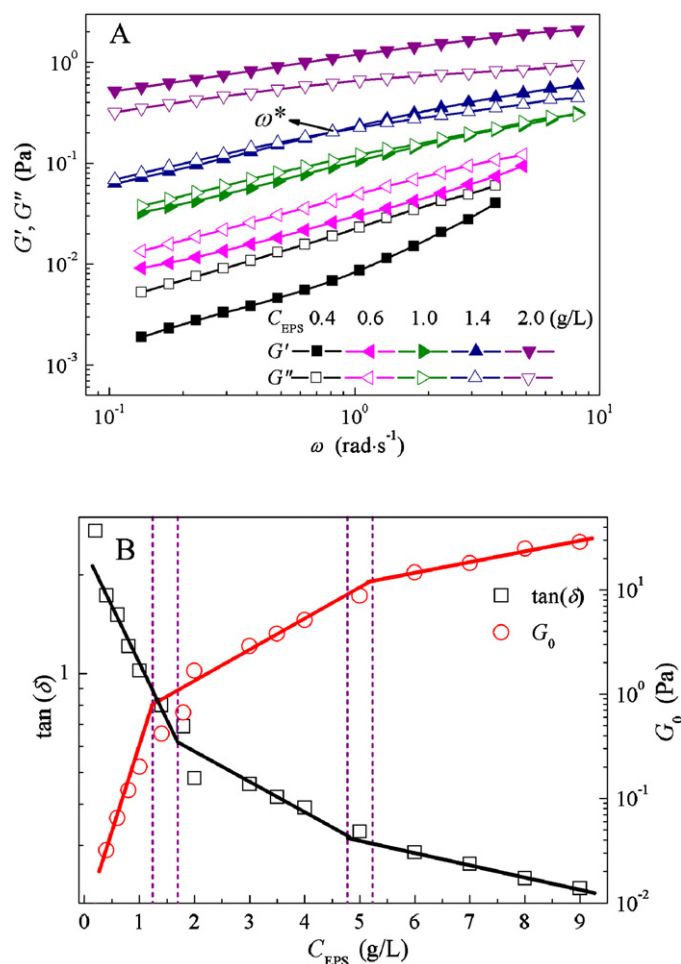 A
10⁰
10⁻¹
10⁻²
10⁻³
G′, G″ (Pa)
ω*
C_EPS 0.4 0.6 1.0 1.4 2.0 (g/L)
G′
G″
10⁻¹ 10⁰ 10¹
ω (rad·s⁻¹)
B
tan(δ)
G₀
1
tan (δ)
10¹
10⁰
10⁻¹
10⁻²
G₀ (Pa)
0 1 2 3 4 5 6 7 8 9
C_EPS (g/L)